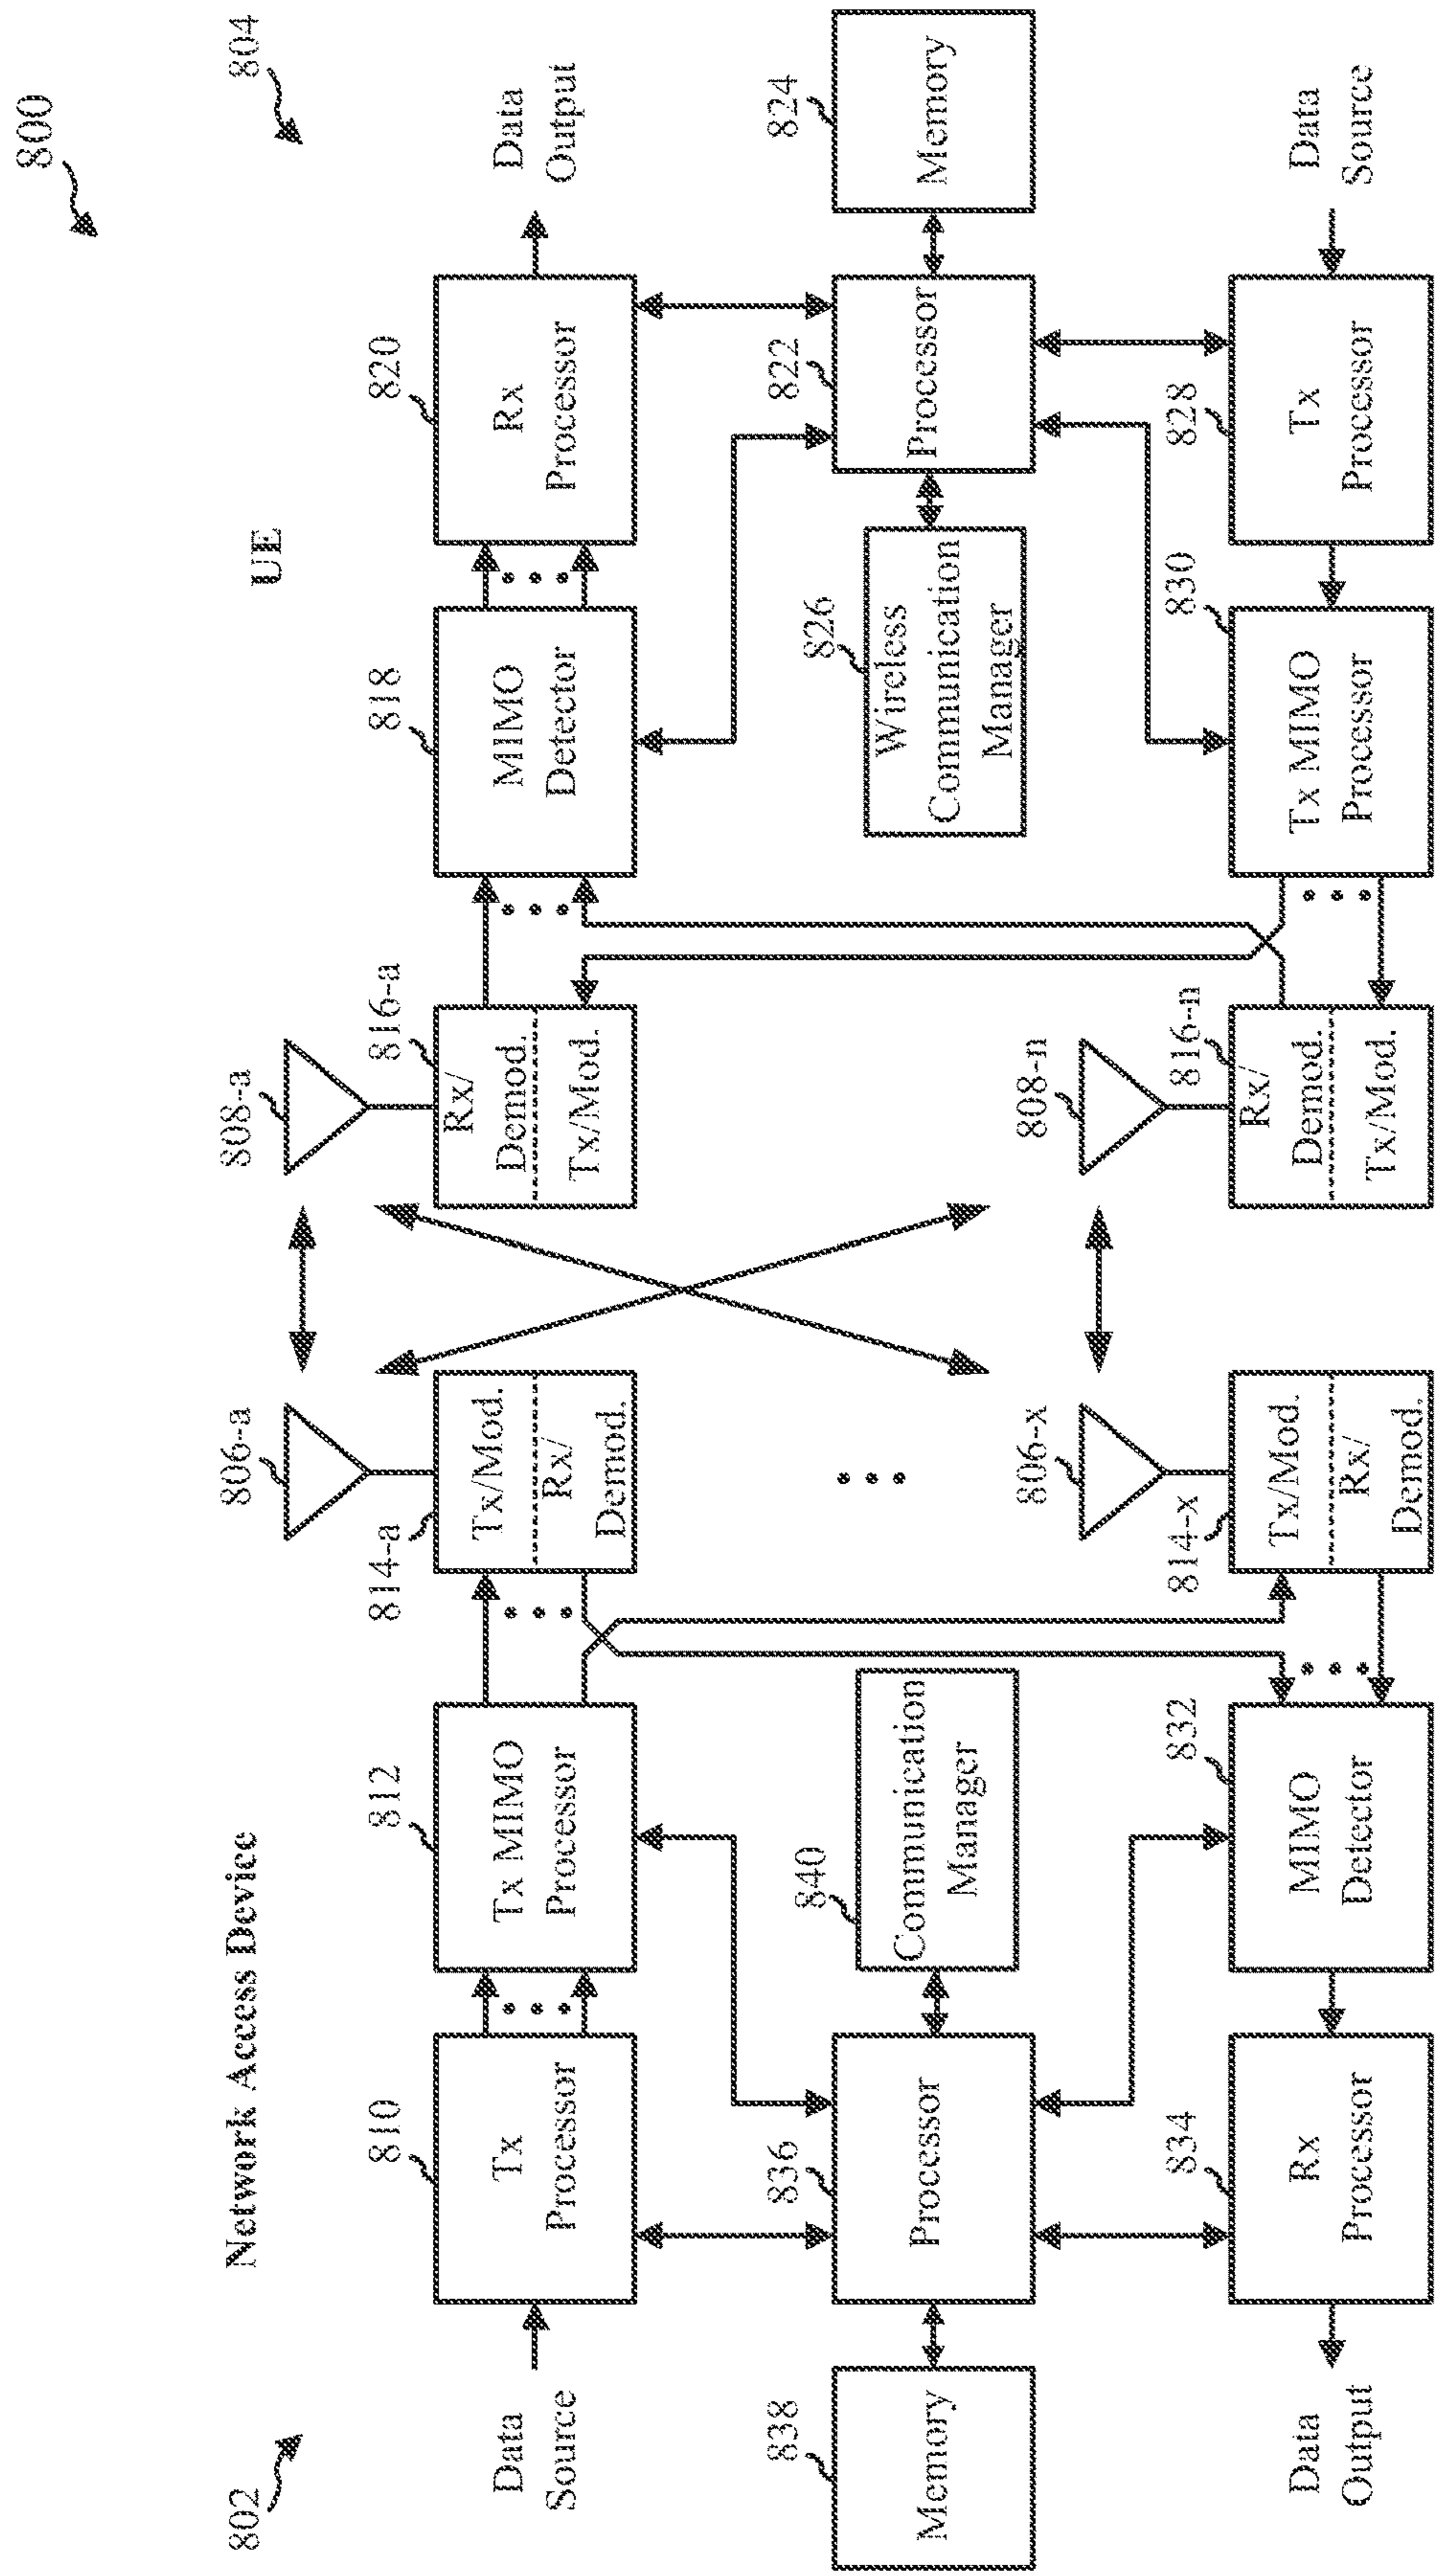 800
802
Network Access Device
UE
804
806-a
808-a
Data
Source
810
Tx
Processor
812
Tx MIMO
Processor
814-a
Tx/Mod.
Rx/
Demod.
816-a
Rx/
Demod.
Tx/Mod.
818
MIMO
Detector
820
Rx
Processor
Data
Output
838
Memory
836
Processor
840
Communication
Manager
826
Wireless
Communication
Manager
822
Processor
824
Memory
806-x
808-n
Data
Output
834
Rx
Processor
832
MIMO
Detector
814-x
Tx/Mod.
Rx/
Demod.
816-n
Rx/
Demod.
Tx/Mod.
830
Tx MIMO
Processor
828
Tx
Processor
Data
Source